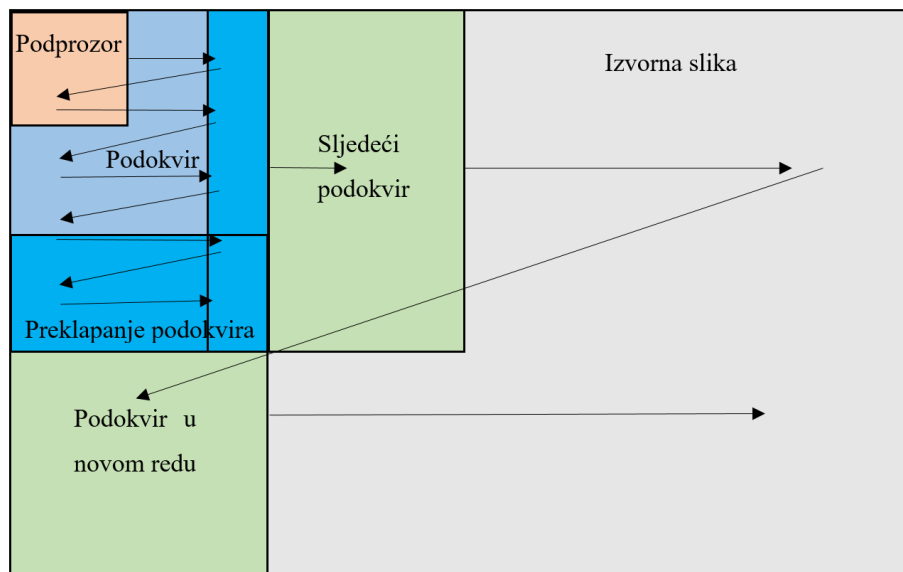 Podprozor
Izvorna slika
Podokvir
Sljedeći
podokvir
Preklapanje podokvira
Podokvir u
novom redu